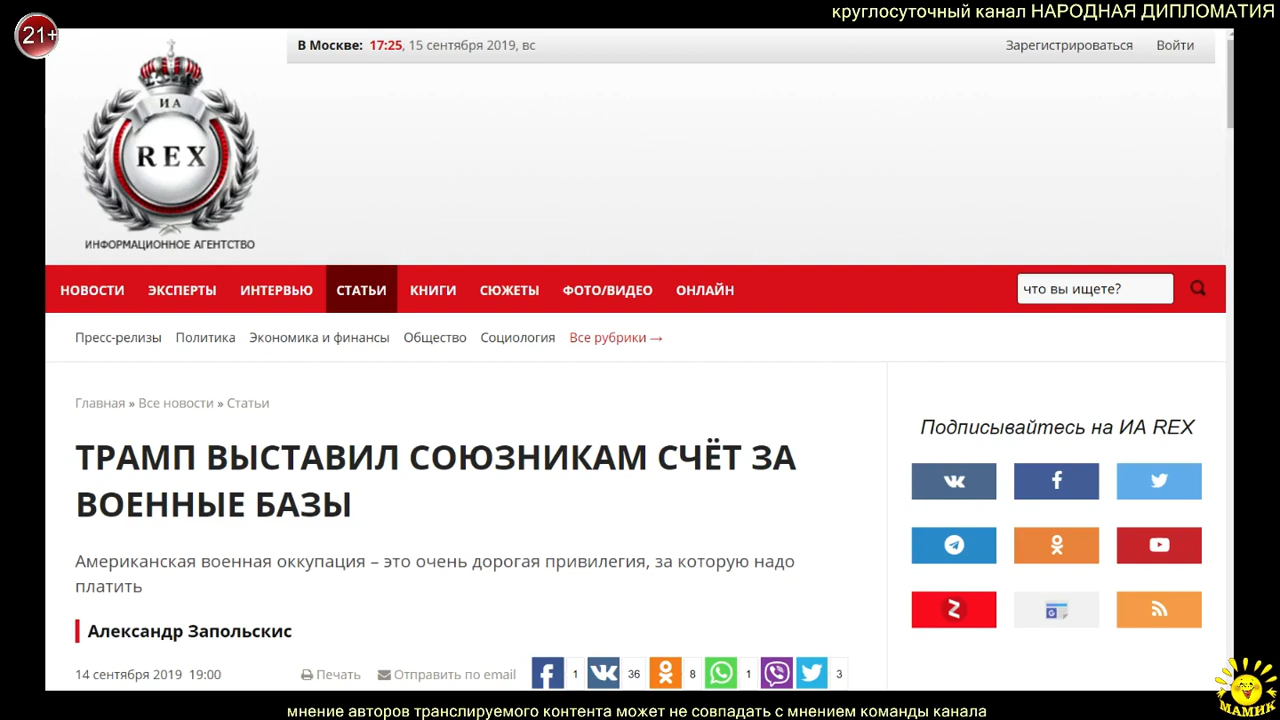 круглосуточный канал НАРОДНАЯ ДИПЛОМАТИЯ
21+
В Москве: 17:25, 15 сентября 2019, вс
Зарегистрироваться Войти
ИА
REX
ИНФОРМАЦИОННОЕ АГЕНТСТВО
НОВОСТИ ЭКСПЕРТЫ ИНТЕРВЬЮ СТАТЬИ КНИГИ СЮЖЕТЫ ФОТО/ВИДЕО ОНЛАЙН что вы ищете?
Пресс-релизы Политика Экономика и финансы Общество Социология Все рубрики →
Главная » Все новости » Статьи
ТРАМП ВЫСТАВИЛ СОЮЗНИКАМ СЧЁТ ЗА
ВОЕННЫЕ БАЗЫ
Американская военная оккупация – это очень дорогая привилегия, за которую надо
платить
Александр Запольскис
14 сентября 2019 19:00 Печать Отправить по email 1 36 8 1 3
Подписывайтесь на ИА REX
МАМИК
мнение авторов транслируемого контента может не совпадать с мнением команды канала